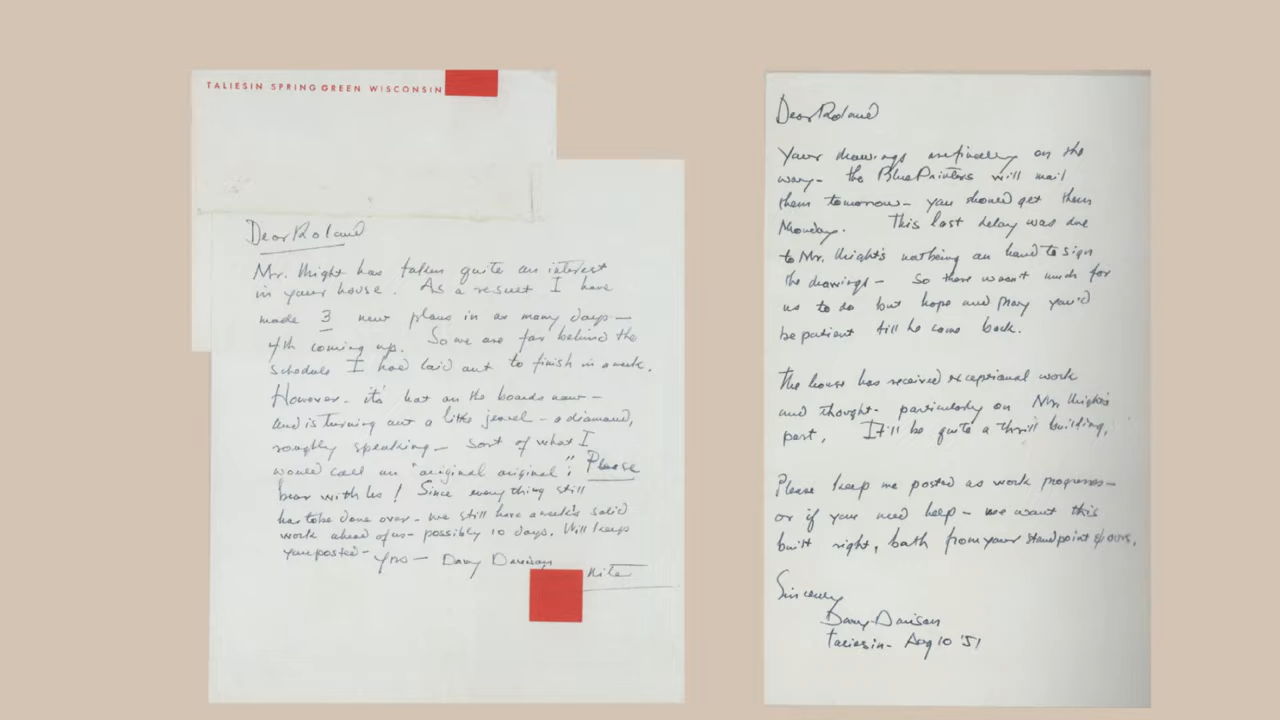 TALIESIN SPRING GREEN WISCONSIN
Dear Roland
Mr. Wright has taken quite an interest
in your house. As a result I have
made 3 new plans in as many days—
4th coming up. So we are far behind the
schedule I had laid out to finish in a week.
However - it's hot on the boards now—
and is turning out a little jewel - a diamond,
roughly speaking - sort of what I
would call an "original original". Please
bear with us! Since everything still
has to be done over - we still have a week's solid
work ahead of us - possibly 10 days. Will keep
you posted - Yrs — Davy Davison
Nite
Dear Roland
Your drawings are finally on the
way - the BluePrinters will mail
them tomorrow - you should get them
Monday. This last delay was due
to Mr. Wright's not being on hand to sign
the drawings - So there wasn't much for
us to do but hope and pray you'd
be patient till he came back.
The house has received exceptional work
and thought - particularly on Mr. Wright's
part. It'll be quite a thrill building.
Please keep me posted as work progresses—
or if you need help - we want this
built right, both from your standpoint & ours.
Sincerely
Davy Davison
Taliesin - Aug 10 '51